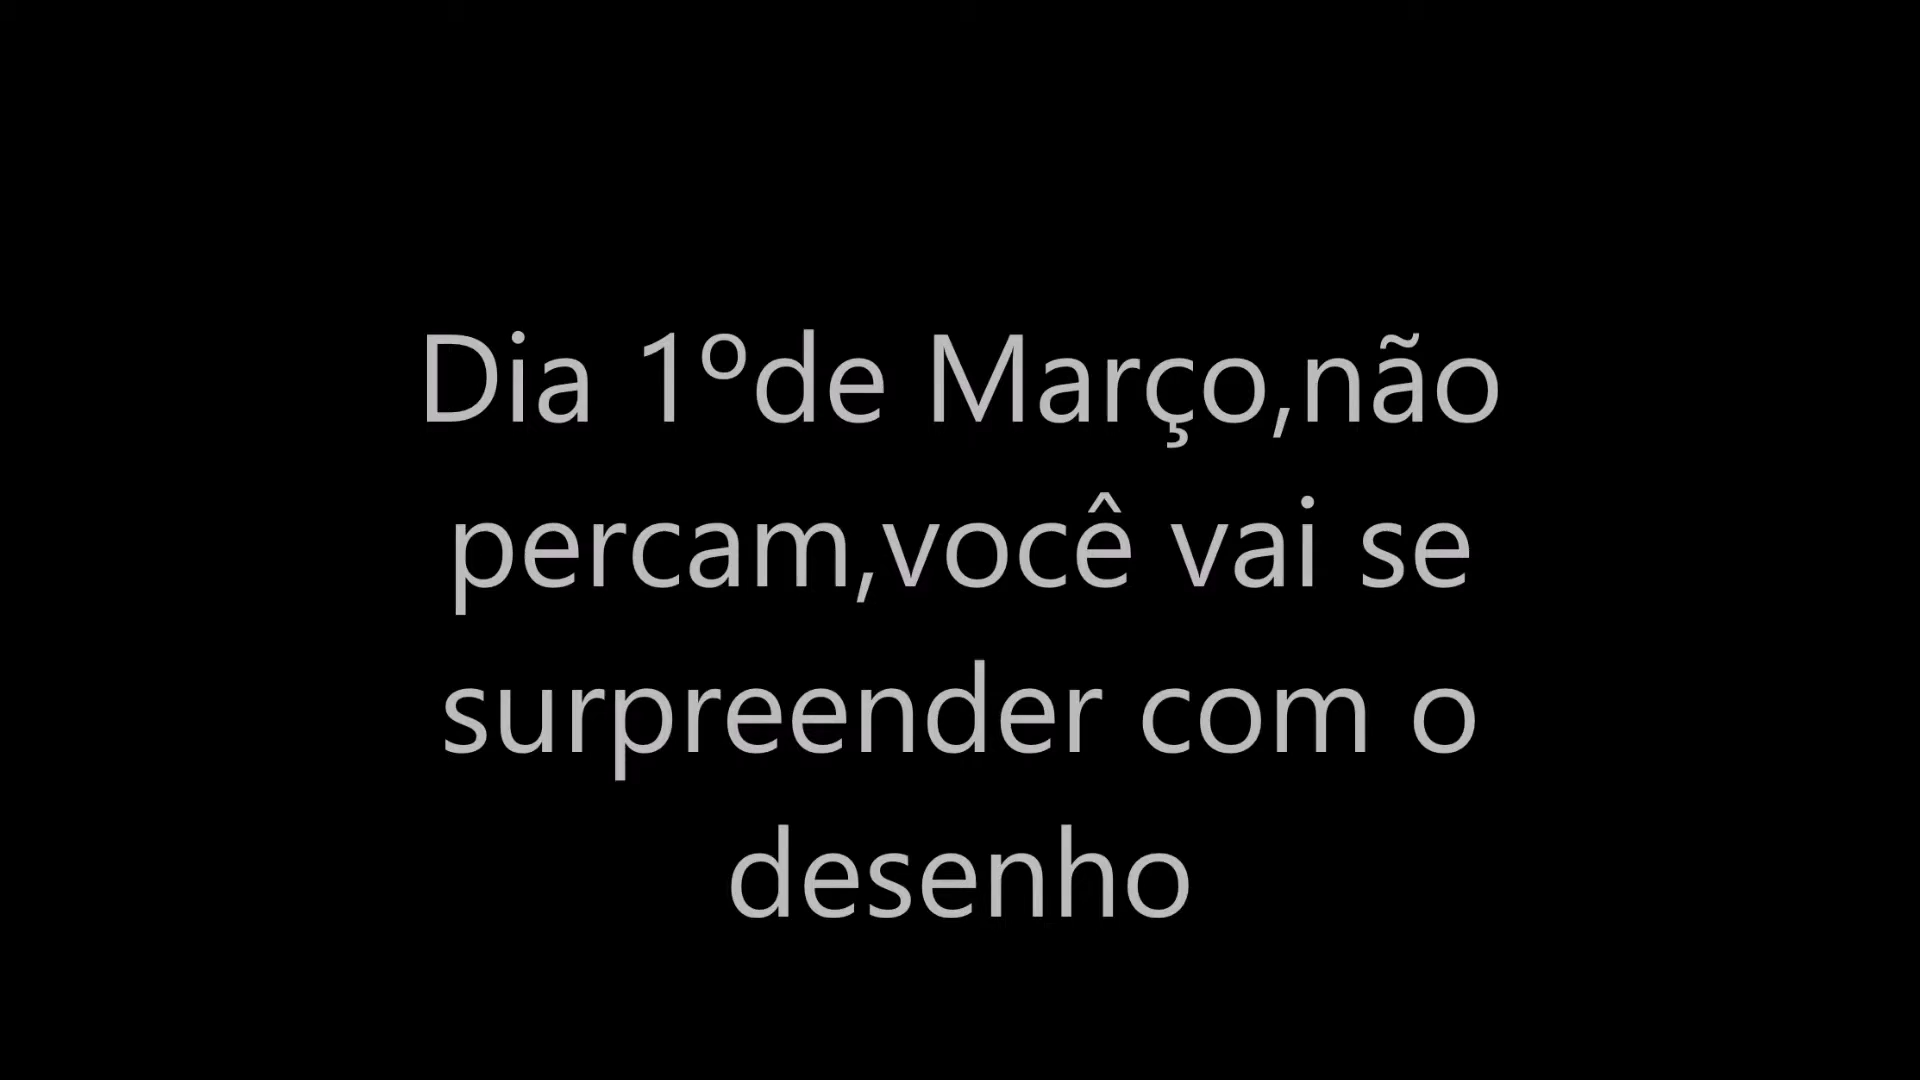 Dia 1ºde Março,não
percam,você vai se
surpreender com o
desenho